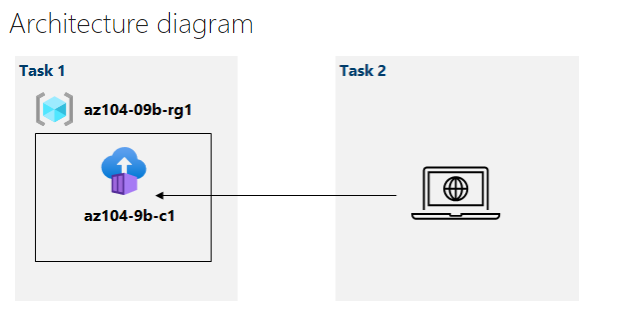 Architecture diagram
Task 1
az104-09b-rg1
az104-9b-c1
Task 2